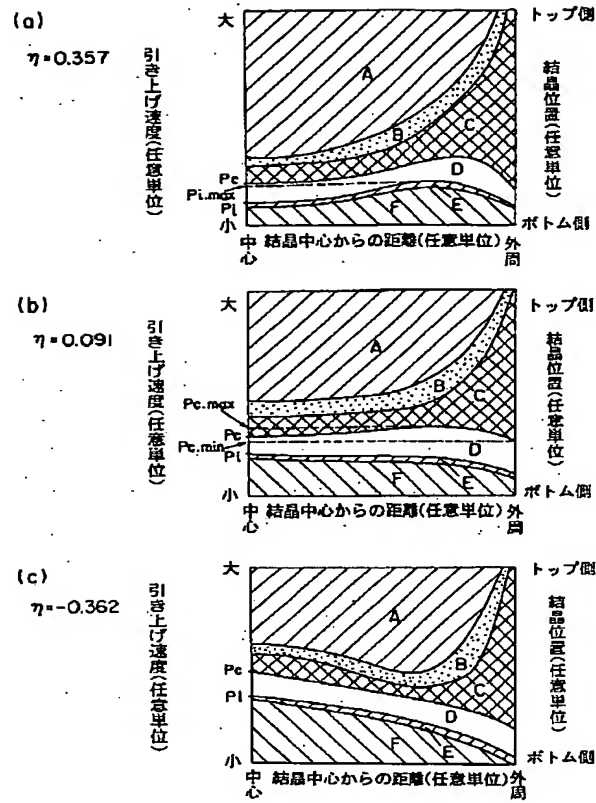 (a)
η=0.357
引き上げ速度(任意単位)
大
トップ側
A
B
C
D
E
F
Pc
Pi.max
Pi
小
ボトム側
結晶位置(任意単位)
中心
結晶中心からの距離(任意単位)
外周
(b)
η=0.091
引き上げ速度(任意単位)
大
トップ側
A
B
C
D
E
F
Pc.max
Pc
Pc.min
Pi
小
ボトム側
結晶位置(任意単位)
中心
結晶中心からの距離(任意単位)
外周
(c)
η=-0.362
引き上げ速度(任意単位)
大
トップ側
A
B
C
D
E
F
Pc
Pi
小
ボトム側
結晶位置(任意単位)
中心
結晶中心からの距離(任意単位)
外周